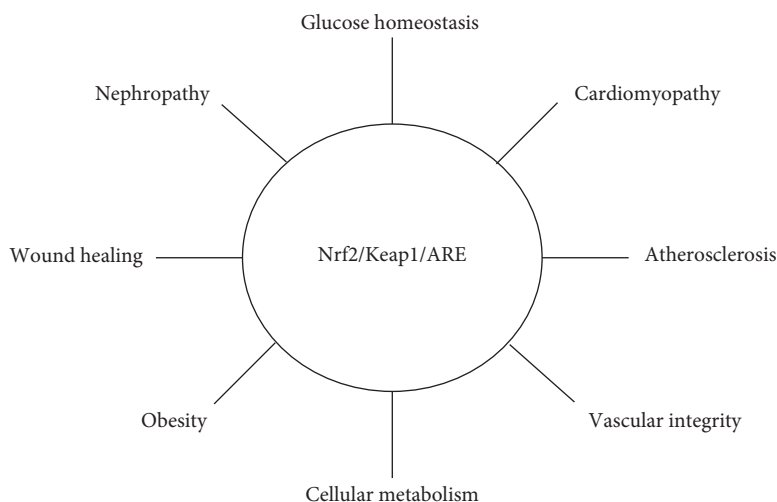 Glucose homeostasis
Nephropathy
Cardiomyopathy
Wound healing
Nrf2/Keap1/ARE
Atherosclerosis
Obesity
Vascular integrity
Cellular metabolism